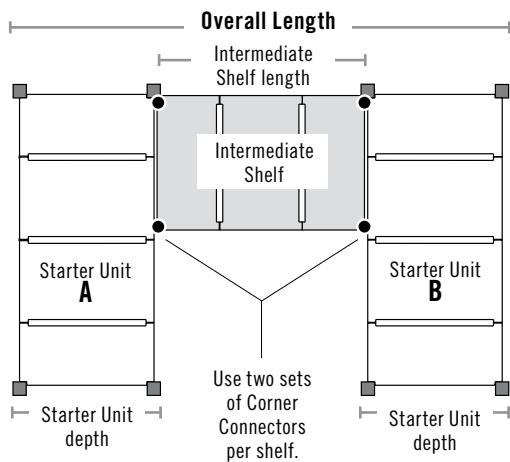 Overall Length
Intermediate
Shelf length
Intermediate
Shelf
Starter Unit
A
Starter Unit
B
Use two sets
of Corner
Connectors
per shelf.
Starter Unit
depth
Starter Unit
depth